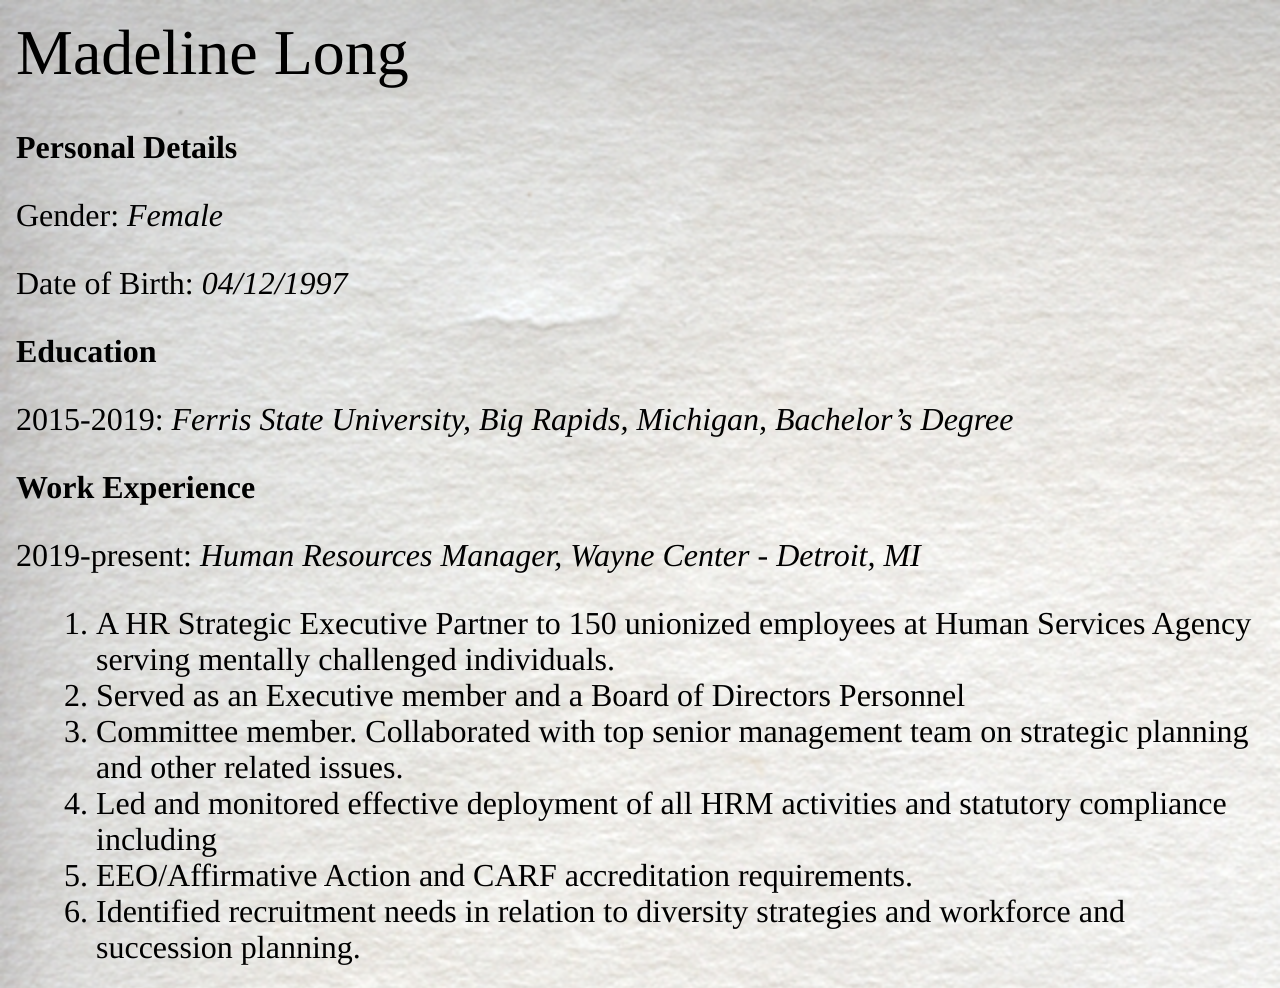 Madeline Long
Personal Details
Gender: Female
Date of Birth: 04/12/1997
Education
2015-2019: Ferris State University, Big Rapids, Michigan, Bachelor’s Degree
Work Experience
2019-present: Human Resources Manager, Wayne Center - Detroit, MI
1. A HR Strategic Executive Partner to 150 unionized employees at Human Services Agency
serving mentally challenged individuals.
2. Served as an Executive member and a Board of Directors Personnel
3. Committee member. Collaborated with top senior management team on strategic planning
and other related issues.
4. Led and monitored effective deployment of all HRM activities and statutory compliance
including
5. EEO/Affirmative Action and CARF accreditation requirements.
6. Identified recruitment needs in relation to diversity strategies and workforce and
succession planning.